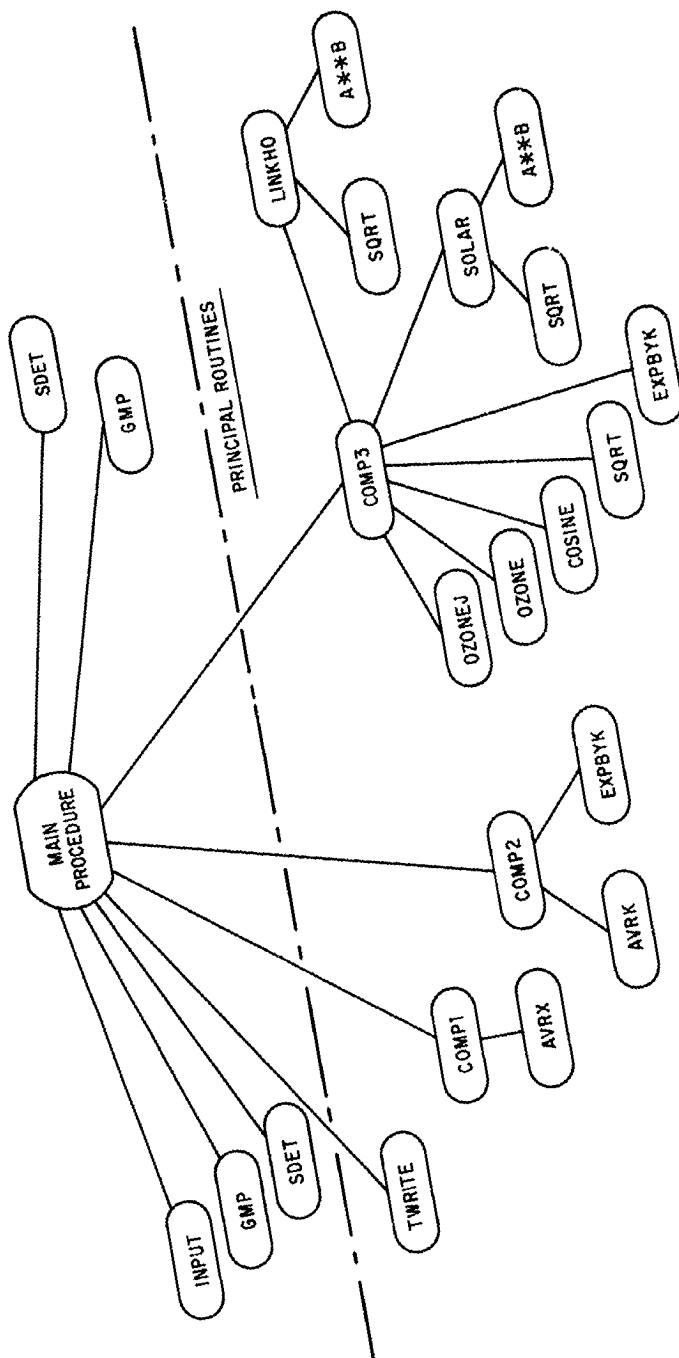 MAIN
PROCEDURE
SDET
GMP
INPUT
GMP
SDET
TWRITE
PRINCIPAL ROUTINES
COMP1
AVRX
COMP2
AVRK
EXPBYK
COMP3
OZONEJ
OZONE
COSINE
SQRT
EXPBYK
LINKHO
SQRT
A**B
SOLAR
SQRT
A**B